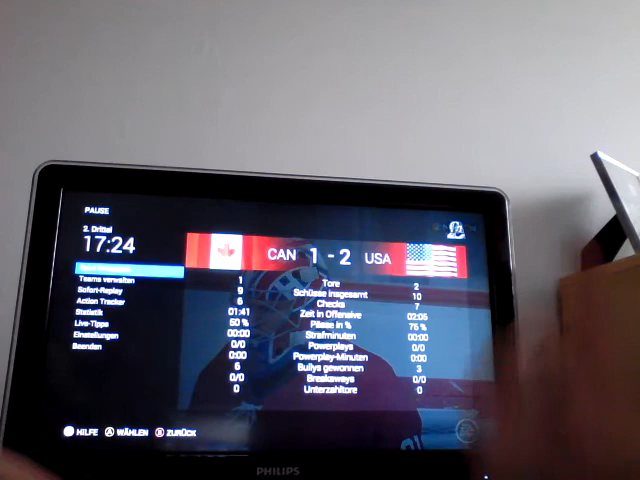 PAUSE
2. Drittel
17:24
CAN 1 - 2 USA
Teams verwalten
Sofort-Replay
Action Tracker
Statistik
Live-Tipps
Einstellungen
Beenden
1 Tore 2
9 Schüsse insgesamt 10
6 Checks 7
01:41 Zeit in Offensive 02:05
50 % Pässe in % 75 %
00:00 Strafminuten 00:00
0/0 Powerplays 0/0
0:00 Powerplay-Minuten 0:00
6 Bullys gewonnen 3
0/0 Breakaways 0/0
0 Unterzahltore 0
HILFE A WÄHLEN B ZURÜCK
EA
PHILIPS